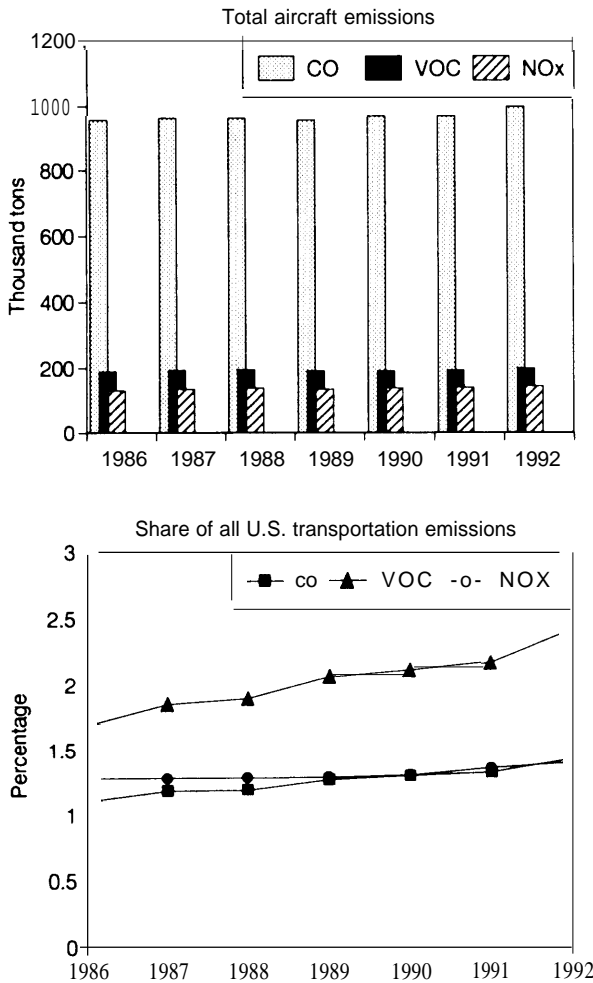 Total aircraft emissions
1200
CO VOC NOx
1000
800
600
400
200
0
Thousand tons
1986 1987 1988 1989 1990 1991 1992
Share of all U.S. transportation emissions
3
co VOC -o- NOX
2.5
2
1.5
1
0.5
0
Percentage
1986 1987 1988 1989 1990 1991 1992